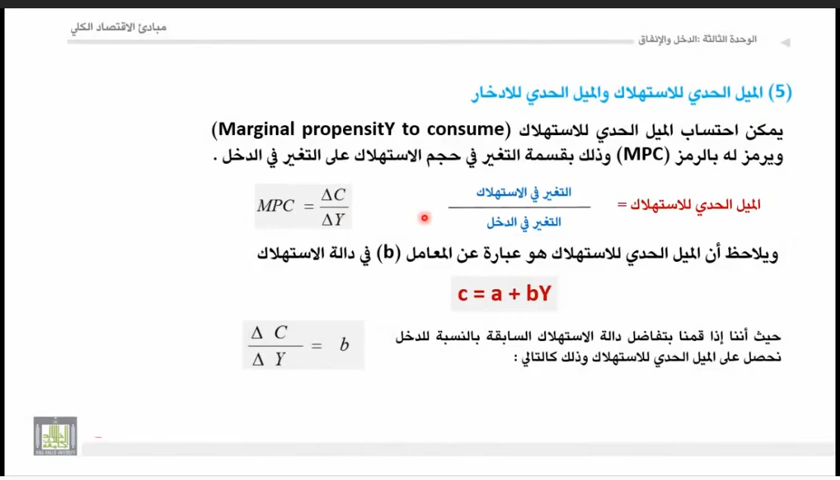 مبادئ الاقتصاد الكلي
الوحدة الثالثة :الدخل والإنفاق
(5) الميل الحدي للاستهلاك والميل الحدي للادخار
يمكن احتساب الميل الحدي للاستهلاك (Marginal propensitY to consume)
ويرمز له بالرمز (MPC) وذلك بقسمة التغير في حجم الاستهلاك على التغير في الدخل .
الميل الحدي للاستهلاك =
التغير في الاستهلاك
التغير في الدخل
MPC = ΔC / ΔY
ويلاحظ أن الميل الحدي للاستهلاك هو عبارة عن المعامل (b) في دالة الاستهلاك
c = a + bY
حيث أننا إذا قمنا بتفاضل دالة الاستهلاك السابقة بالنسبة للدخل
نحصل على الميل الحدي للاستهلاك وذلك كالتالي :
Δ C / Δ Y = b